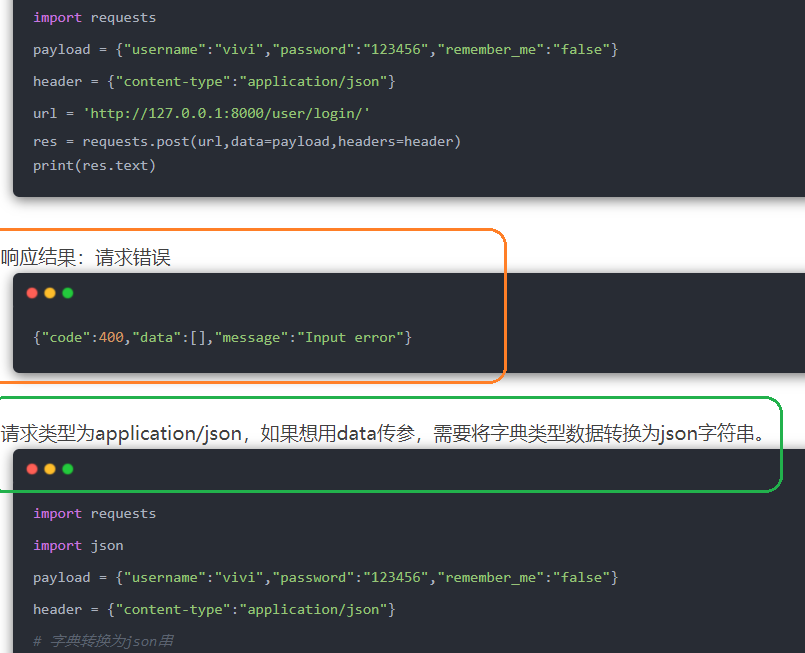 import requests
payload = {"username":"vivi","password":"123456","remember_me":"false"}
header = {"content-type":"application/json"}
url = 'http://127.0.0.1:8000/user/login/'
res = requests.post(url,data=payload,headers=header)
print(res.text)
响应结果：请求错误
{"code":400,"data":[],"message":"Input error"}
请求类型为application/json，如果想用data传参，需要将字典类型数据转换为json字符串。
import requests
import json
payload = {"username":"vivi","password":"123456","remember_me":"false"}
header = {"content-type":"application/json"}
# 字典转换为json串